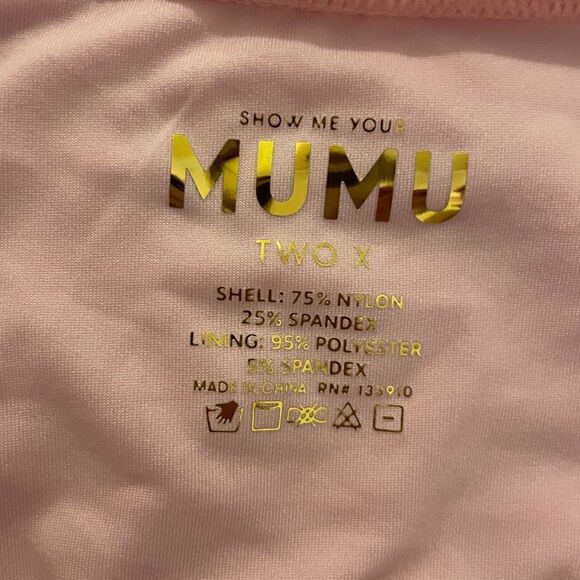 SHOW ME YOUR
MUMU
TWO X
SHELL: 75% NYLON
25% SPANDEX
LINING: 95% POLYESTER
5% SPANDEX
MADE IN CHINA RN# 133910